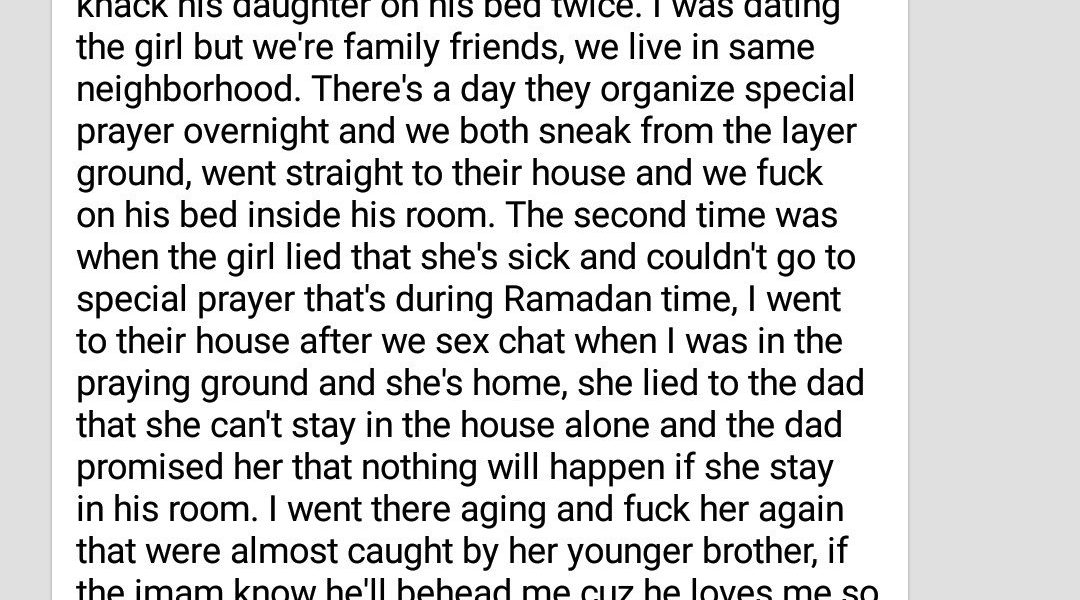 knack his daughter on his bed twice. I was dating
the girl but we're family friends, we live in same
neighborhood. There's a day they organize special
prayer overnight and we both sneak from the layer
ground, went straight to their house and we fuck
on his bed inside his room. The second time was
when the girl lied that she's sick and couldn't go to
special prayer that's during Ramadan time, I went
to their house after we sex chat when I was in the
praying ground and she's home, she lied to the dad
that she can't stay in the house alone and the dad
promised her that nothing will happen if she stay
in his room. I went there aging and fuck her again
that were almost caught by her younger brother, if
the imam know he'll behead me cuz he loves me so